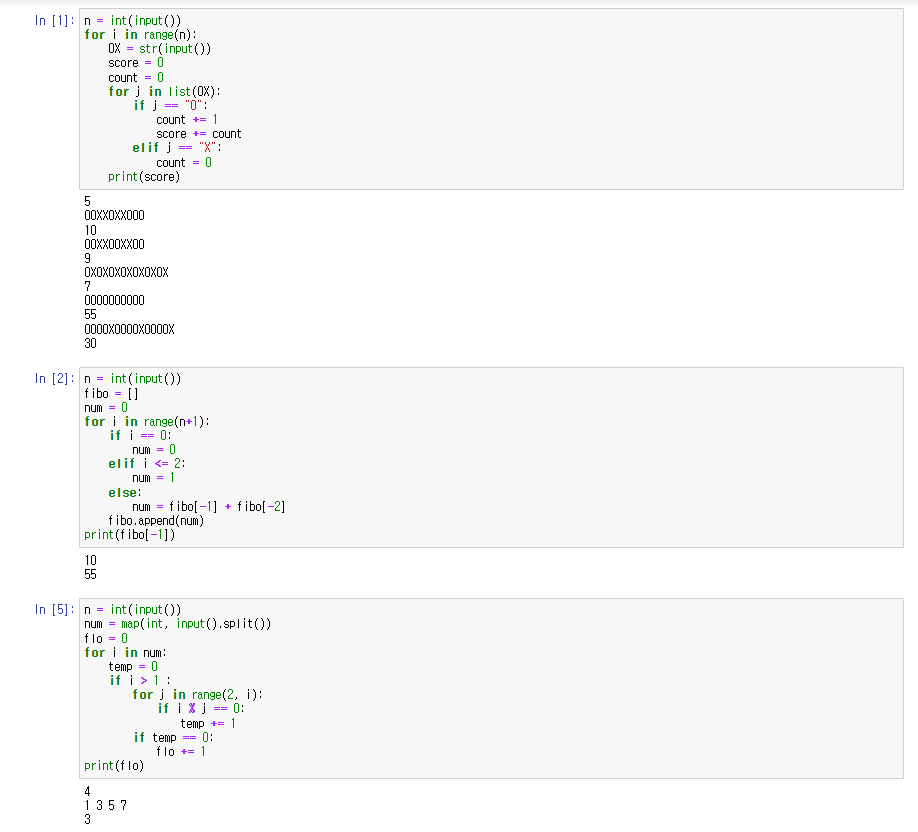 In [1]: n = int(input())
for i in range(n):
    OX = str(input())
    score = 0
    count = 0
    for j in list(OX):
        if j == "O":
            count += 1
            score += count
        elif j == "X":
            count = 0
    print(score)
5
OOXXOXXOOO
10
OOXXOOXXOO
9
OXOXOXOXOXOXOX
7
OOOOOOOOOO
55
OOOOXOOOOXOOOOX
30
In [2]: n = int(input())
fibo = []
num = 0
for i in range(n+1):
    if i == 0:
        num = 0
    elif i <= 2:
        num = 1
    else:
        num = fibo[-1] + fibo[-2]
    fibo.append(num)
print(fibo[-1])
10
55
In [5]: n = int(input())
num = map(int, input().split())
flo = 0
for i in num:
    temp = 0
    if i > 1 :
        for j in range(2, i):
            if i % j == 0:
                temp += 1
        if temp == 0:
            flo += 1
print(flo)
4
1 3 5 7
3